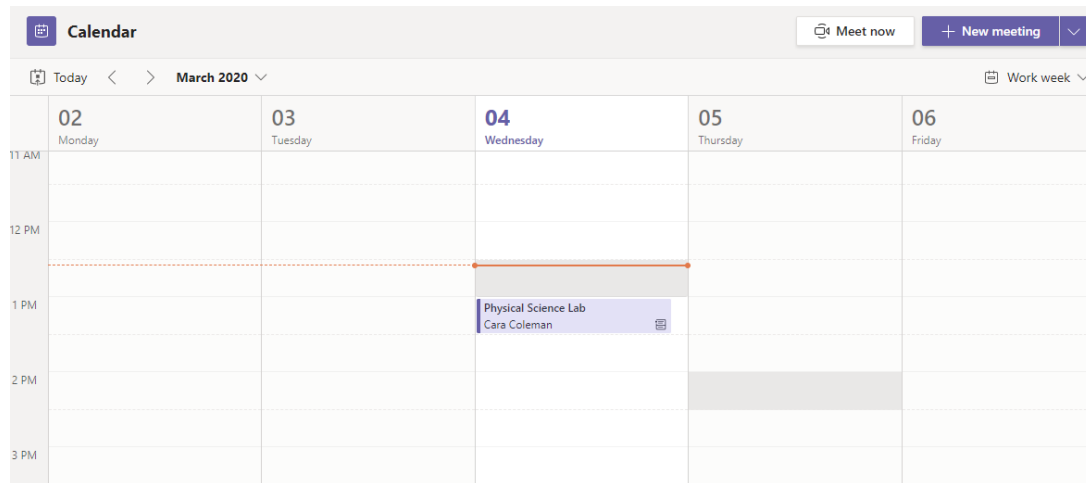 Calendar
Meet now
New meeting
Today
March 2020
Work week
02
Monday
03
Tuesday
04
Wednesday
05
Thursday
06
Friday
11 AM
12 PM
1 PM
Physical Science Lab
Cara Coleman
2 PM
3 PM